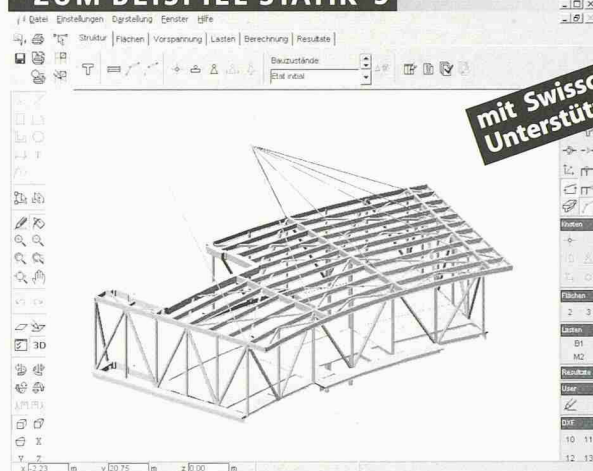 ZUM BEISPIEL STATIK-5
Datei Einstellungen Darstellung Fenster Hilfe
Struktur Flächen Vorspannung Lasten Berechnung Resultate
Bauzustände
Etat initial
mit Swissc
Unterstütz
Knoten
Flächen
2 3
Lasten
B1
M2
Resultate
User
DXF
10 11
12 13
3D
X
Y Z
x -2.23 m y 20.75 m z 0.00 m